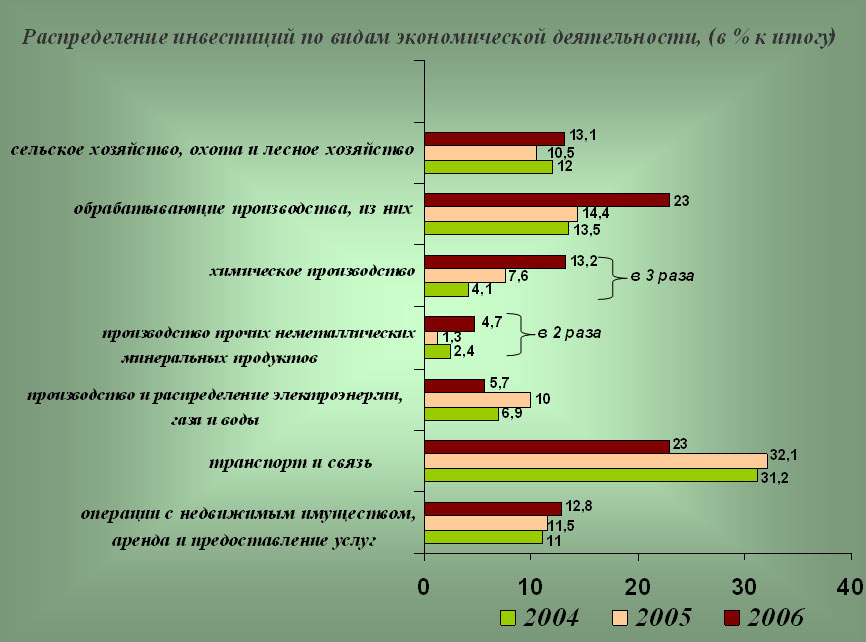 Распределение инвестиций по видам экономической деятельности, (в % к итогу)
сельское хозяйство, охота и лесное хозяйство
13,1
10,5
12
обрабатывающие производства, из них
23
14,4
13,5
химическое производство
13,2
7,6
4,1
в 3 раза
производство прочих неметаллических
минеральных продуктов
4,7
1,3
2,4
в 2 раза
производство и распределение электроэнергии,
газа и воды
5,7
10
6,9
транспорт и связь
23
32,1
31,2
операции с недвижимым имуществом,
аренда и предоставление услуг
12,8
11,5
11
0 10 20 30 40
2004 2005 2006